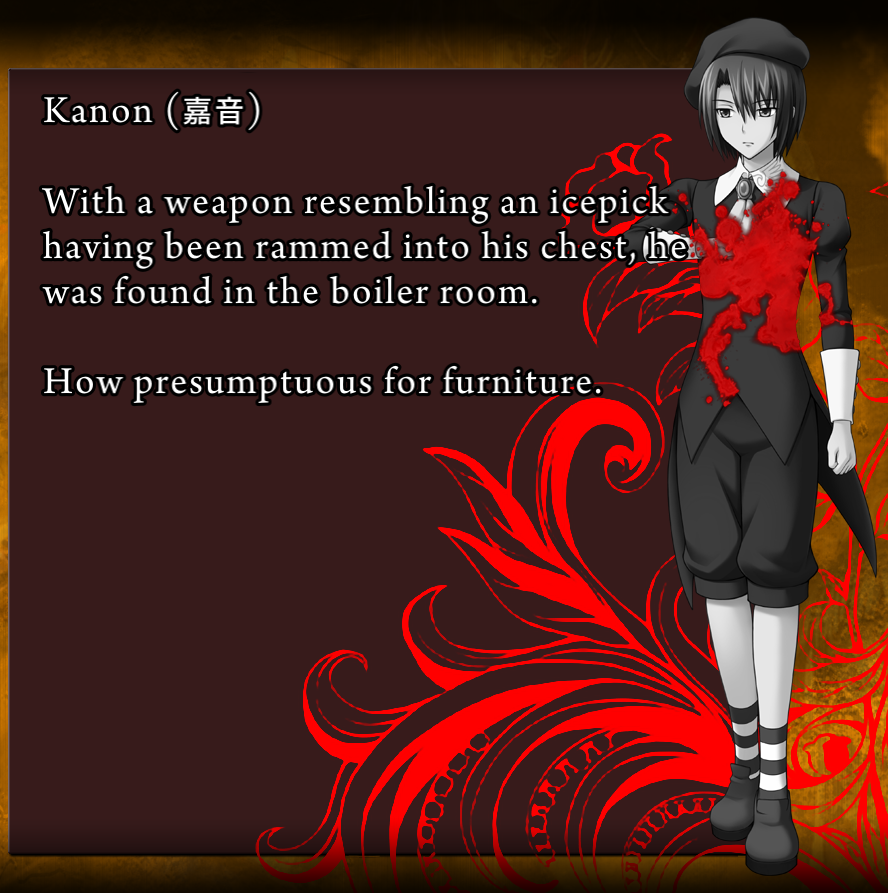 Kanon (嘉音)
With a weapon resembling an icepick
having been rammed into his chest, he
was found in the boiler room.
How presumptuous for furniture.